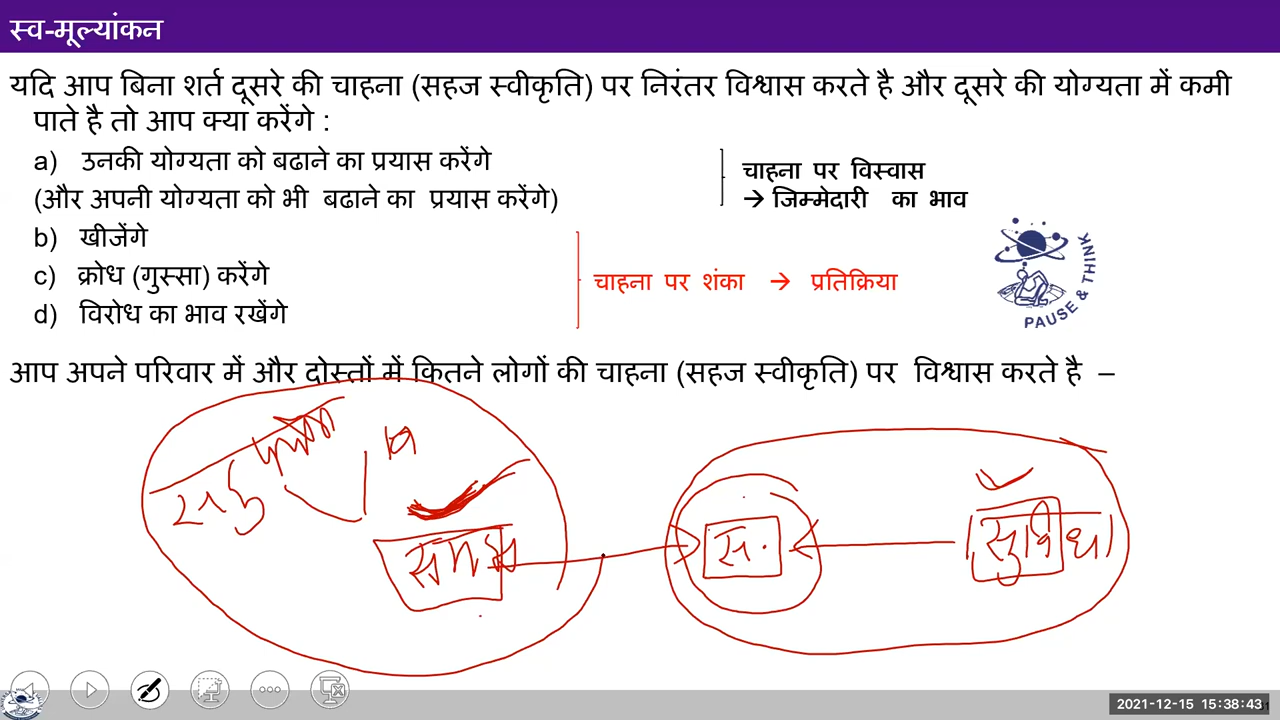 स्व-मूल्यांकन
यदि आप बिना शर्त दूसरे की चाहना (सहज स्वीकृति) पर निरंतर विश्वास करते है और दूसरे की योग्यता में कमी
पाते है तो आप क्या करेंगे :
a) उनकी योग्यता को बढाने का प्रयास करेंगे
(और अपनी योग्यता को भी बढाने का प्रयास करेंगे)
चाहना पर विस्वास
→ जिम्मेदारी का भाव
b) खीजेंगे
c) क्रोध (गुस्सा) करेंगे
d) विरोध का भाव रखेंगे
चाहना पर शंका → प्रतिक्रिया
PAUSE & THINK
आप अपने परिवार में और दोस्तों में कितने लोगों की चाहना (सहज स्वीकृति) पर विश्वास करते है –
स.
सुविधा
2021-12-15 15:38:43